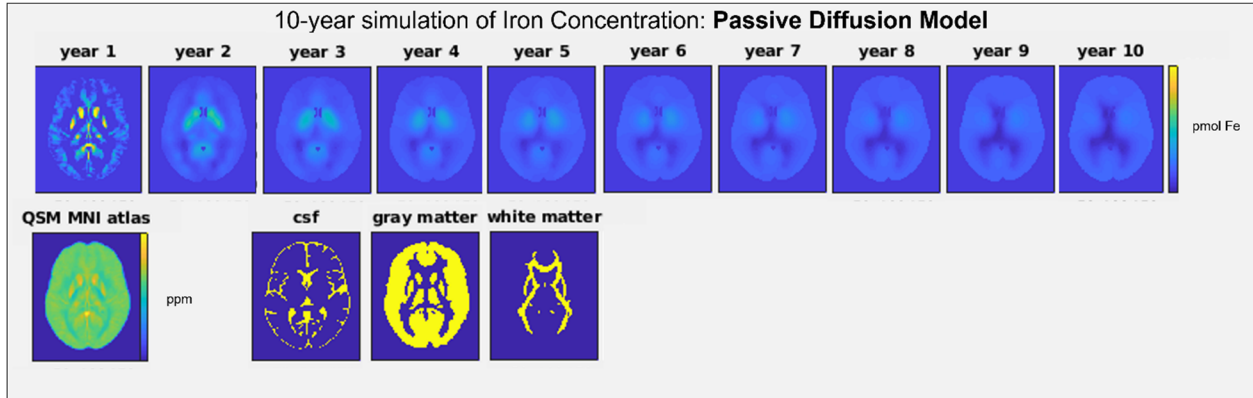 10-year simulation of Iron Concentration: Passive Diffusion Model
year 1 year 2 year 3 year 4 year 5 year 6 year 7 year 8 year 9 year 10
pmol Fe
QSM MNI atlas csf gray matter white matter
ppm